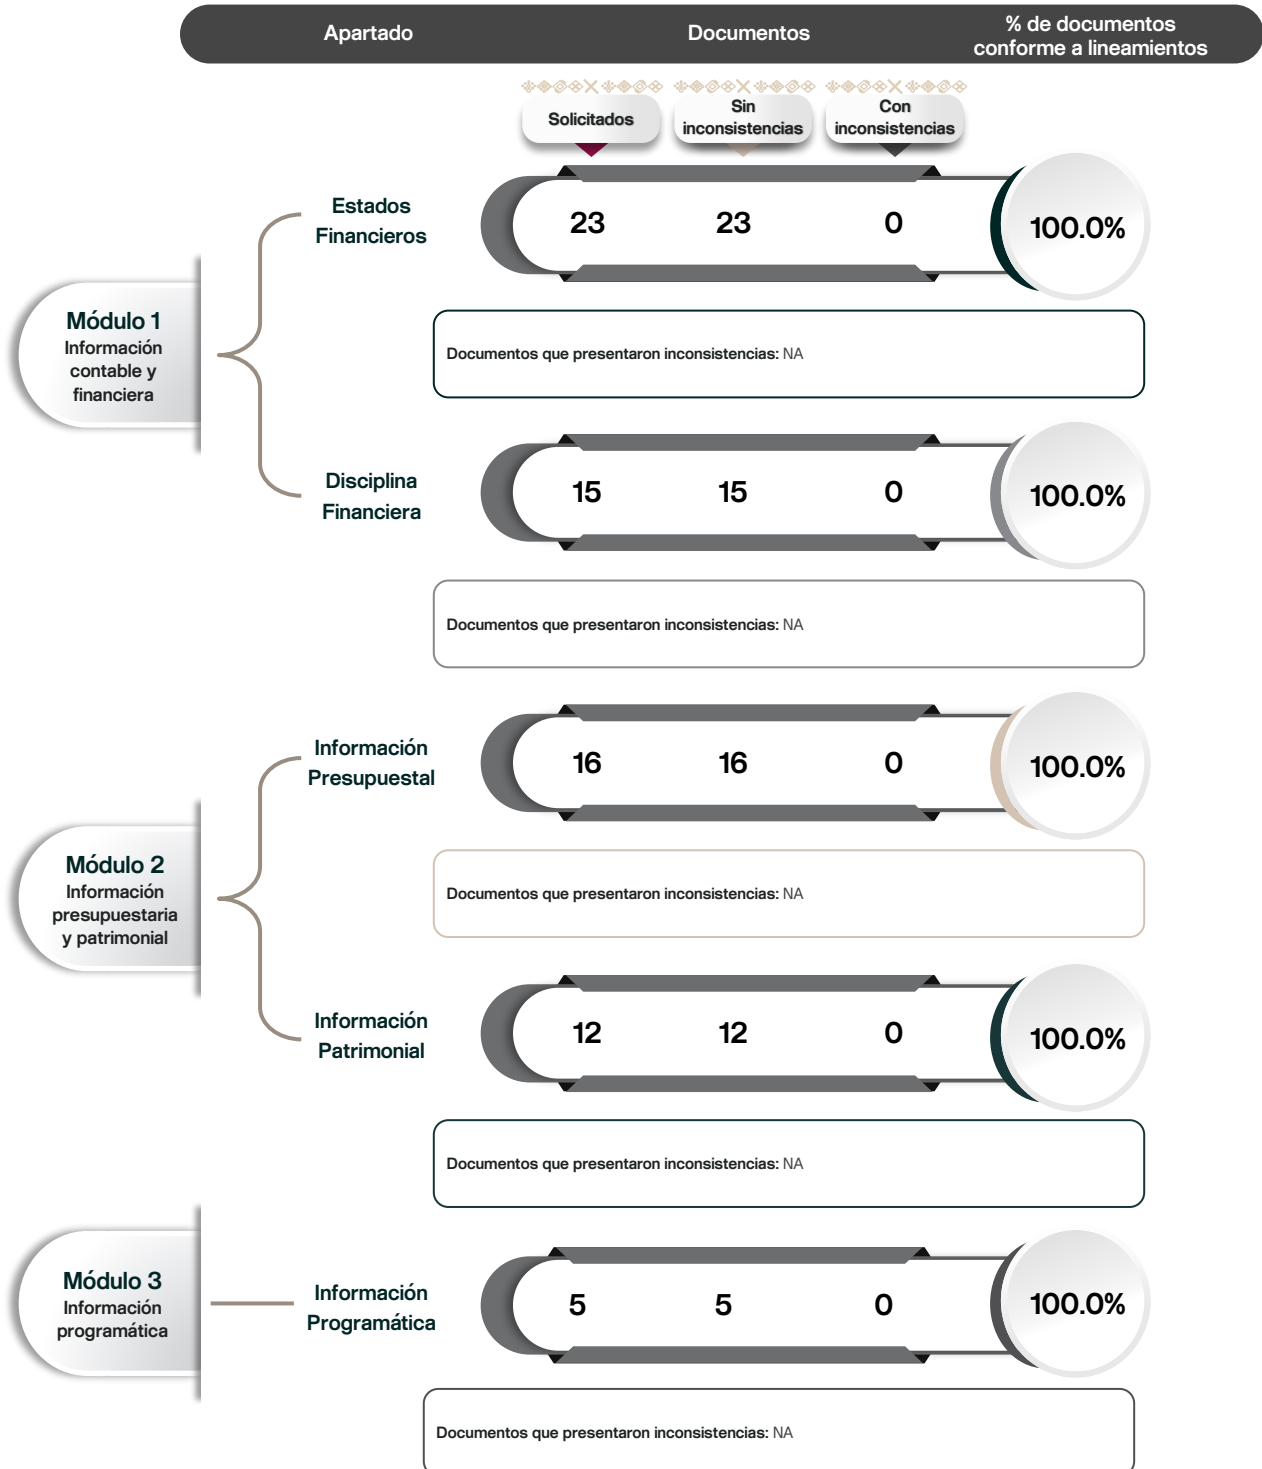 Apartado
Documentos
% de documentos
conforme a lineamientos
Solicitados
Sin
inconsistencias
Con
inconsistencias
Módulo 1
Información
contable y
financiera
Estados
Financieros
23
23
0
100.0%
Documentos que presentaron inconsistencias: NA
Disciplina
Financiera
15
15
0
100.0%
Documentos que presentaron inconsistencias: NA
Módulo 2
Información
presupuestaria
y patrimonial
Información
Presupuestal
16
16
0
100.0%
Documentos que presentaron inconsistencias: NA
Información
Patrimonial
12
12
0
100.0%
Documentos que presentaron inconsistencias: NA
Módulo 3
Información
programática
Información
Programática
5
5
0
100.0%
Documentos que presentaron inconsistencias: NA